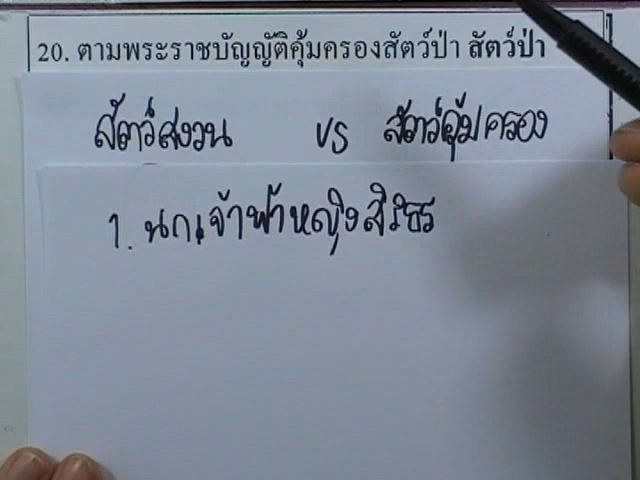 20. ตามพระราชบัญญัติคุ้มครองสัตว์ป่า สัตว์ป่า
สัตว์สงวน vs สัตว์คุ้มครอง
1. นกเจ้าฟ้าหญิงสิริธร